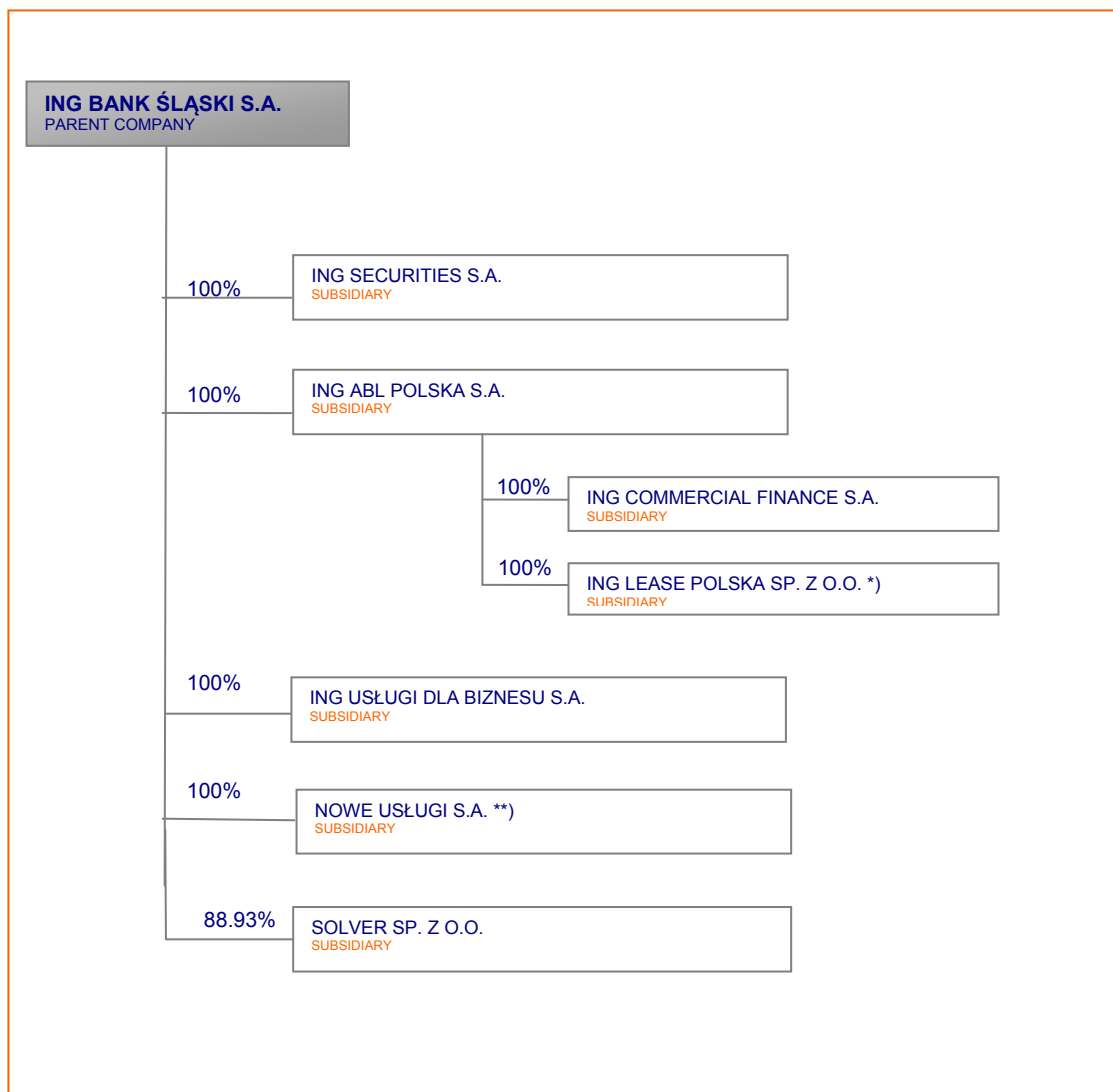 ING BANK ŚLĄSKI S.A.
PARENT COMPANY
100%
ING SECURITIES S.A.
SUBSIDIARY
100%
ING ABL POLSKA S.A.
SUBSIDIARY
100%
ING COMMERCIAL FINANCE S.A.
SUBSIDIARY
100%
ING LEASE POLSKA SP. Z O.O. *)
SUBSIDIARY
100%
ING USŁUGI DLA BIZNESU S.A.
SUBSIDIARY
100%
NOWE USŁUGI S.A. **)
SUBSIDIARY
88.93%
SOLVER SP. Z O.O.
SUBSIDIARY